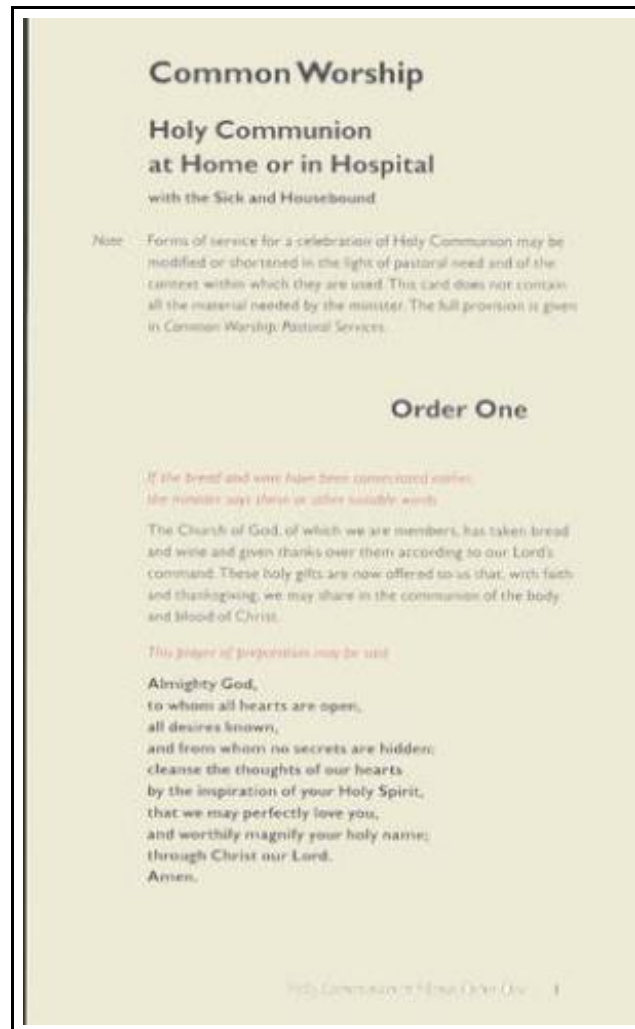 Common Worship
Holy Communion
at Home or in Hospital
with the Sick and Housebound
Note Forms of service for a celebration of Holy Communion may be
modified or shortened in the light of pastoral need and of the
context within which they are used. This card does not contain
all the material needed by the minister. The full provision is given
in Common Worship: Pastoral Services.
Order One
If the bread and wine have been consecrated earlier,
the minister says these or other suitable words
The Church of God, of which we are members, has taken bread
and wine and given thanks over them according to our Lord's
command. These holy gifts are now offered to us that, with faith
and thanksgiving, we may share in the communion of the body
and blood of Christ.
This prayer of preparation may be said
Almighty God,
to whom all hearts are open,
all desires known,
and from whom no secrets are hidden:
cleanse the thoughts of our hearts
by the inspiration of your Holy Spirit,
that we may perfectly love you,
and worthily magnify your holy name;
through Christ our Lord.
Amen.
Holy Communion at Home: Order One 1